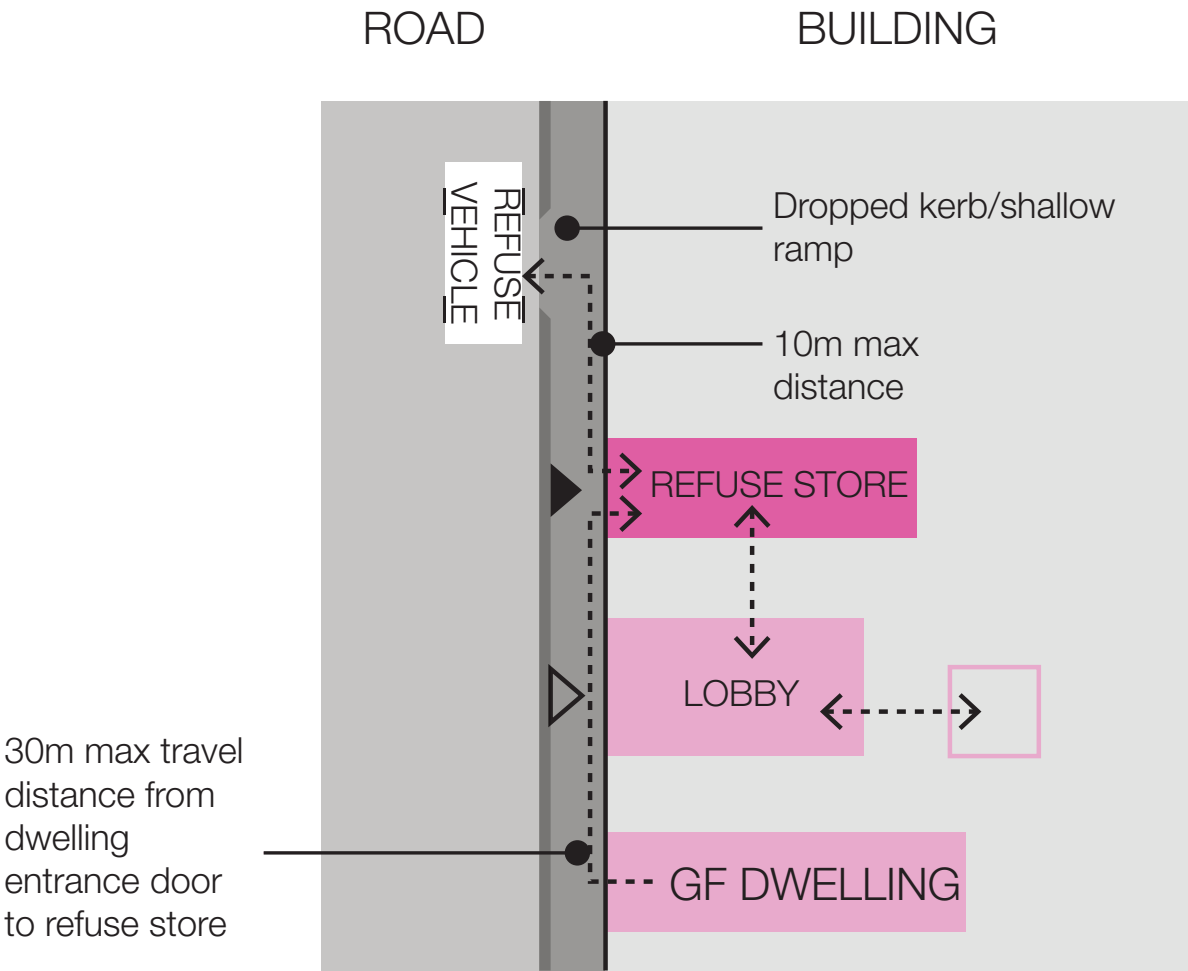 ROAD
BUILDING
REFUSE
VEHICLE
Dropped kerb/shallow
ramp
10m max
distance
REFUSE STORE
LOBBY
30m max travel
distance from
dwelling
entrance door
to refuse store
GF DWELLING